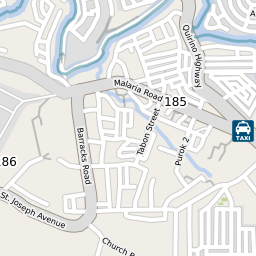 Quirino Highway
Malaria Road
185
TAXI
Tabon Street
Purok 2
Barracks Road
86
St. Joseph Avenue
Church R